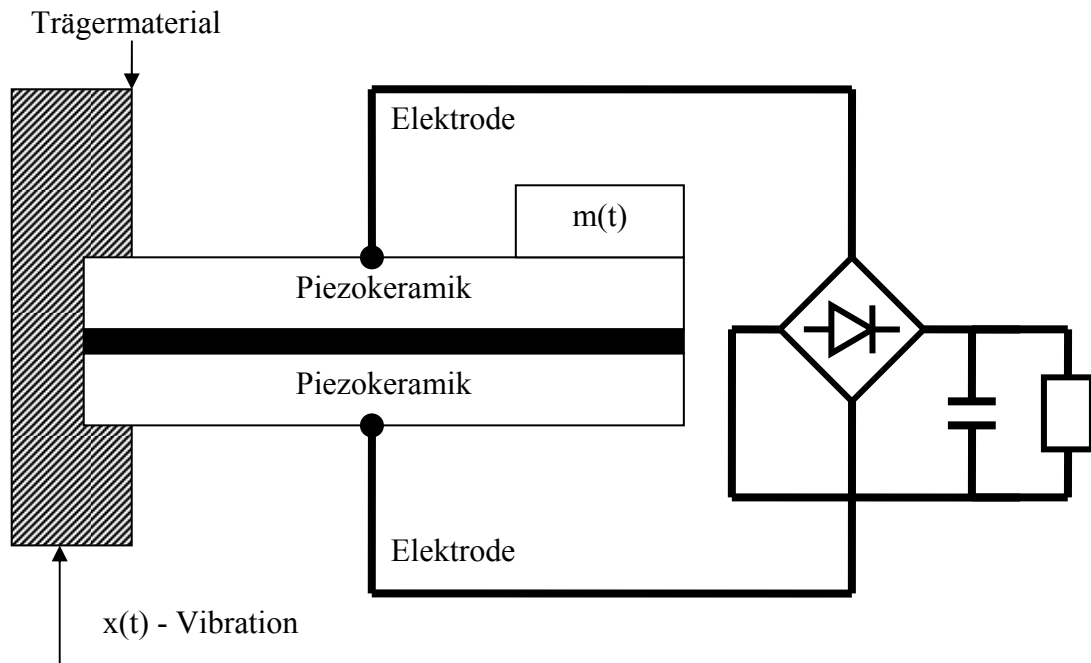 Trägermaterial
Elektrode
m(t)
Piezokeramik
Piezokeramik
Elektrode
x(t) - Vibration